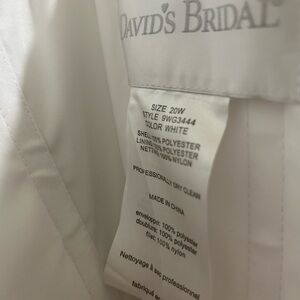 DAVID'S BRIDAL
SIZE 20W
STYLE 9WG3444
COLOR WHITE
SHELL 100% POLYESTER
LINING 100% POLYESTER
NETTING 100% NYLON
PROFESSIONALLY DRY CLEAN
MADE IN CHINA
enveloppe: 100% polyester
doublure: 100% polyester
filet: 100% nylon
Nettoyage à sec professionnel
fabriqué